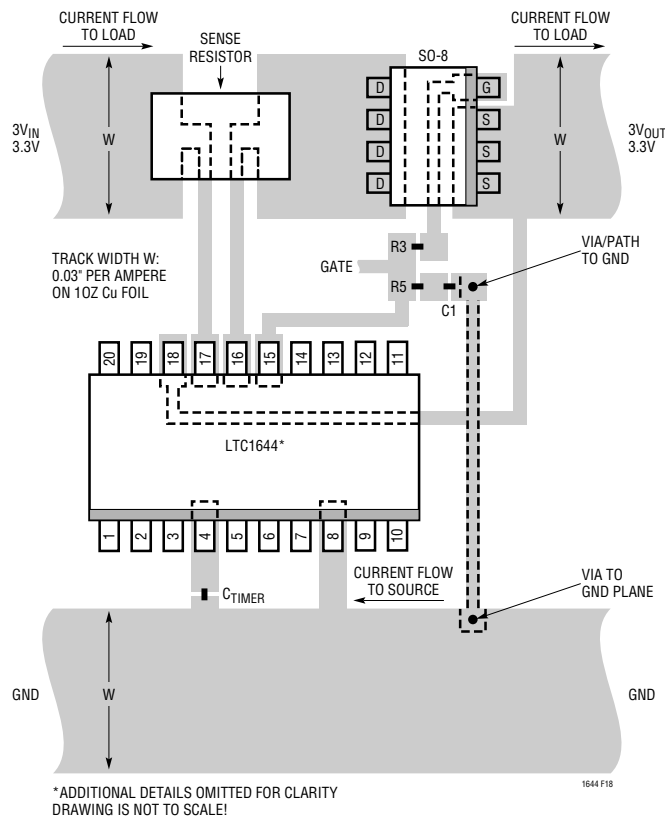 CURRENT FLOW
TO LOAD
SENSE
RESISTOR
SO-8
CURRENT FLOW
TO LOAD
D
D
D
D
G
S
S
S
3VIN
3.3V
W
W
3VOUT
3.3V
TRACK WIDTH W:
0.03" PER AMPERE
ON 1OZ Cu FOIL
R3
GATE
R5
C1
VIA/PATH
TO GND
20
19
18
17
16
15
14
13
12
11
LTC1644*
1
2
3
4
5
6
7
8
9
10
CTIMER
CURRENT FLOW
TO SOURCE
VIA TO
GND PLANE
GND
W
GND
*ADDITIONAL DETAILS OMITTED FOR CLARITY
DRAWING IS NOT TO SCALE!
1644 F18